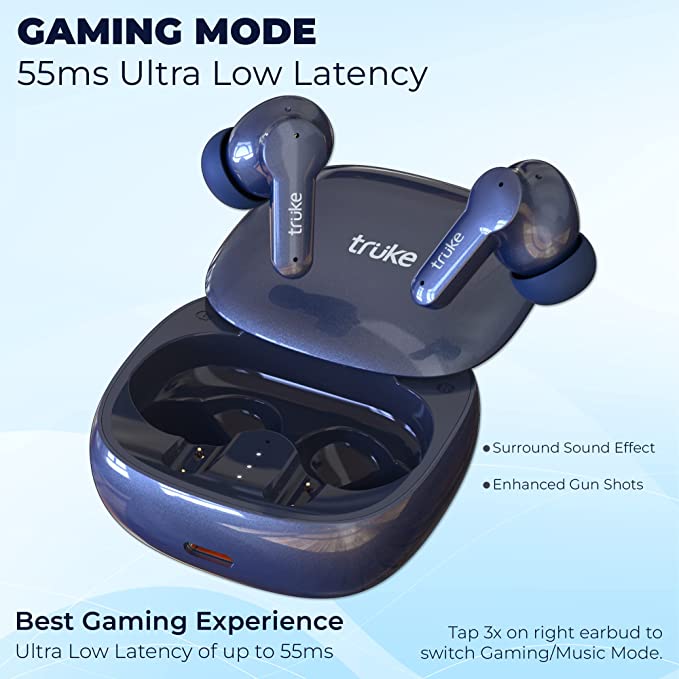 GAMING MODE
55ms Ultra Low Latency
truke
truke
truke
• Surround Sound Effect
• Enhanced Gun Shots
Best Gaming Experience
Ultra Low Latency of up to 55ms
Tap 3x on right earbud to
switch Gaming/Music Mode.